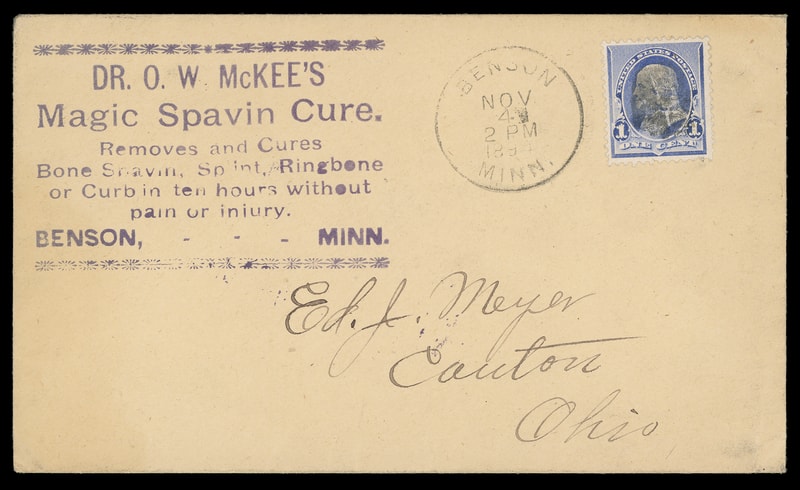 DR. O. W. McKEE'S
Magic Spavin Cure.
Removes and Cures
Bone Spavin, Splint, Ringbone
or Curb in ten hours without
pain or injury.
BENSON, - - - MINN.
BENSON
NOV
4
2 PM
MINN.
UNITED STATES POSTAGE
1 1
ONE CENT
Ed. J. Meyer
Canton
Ohio